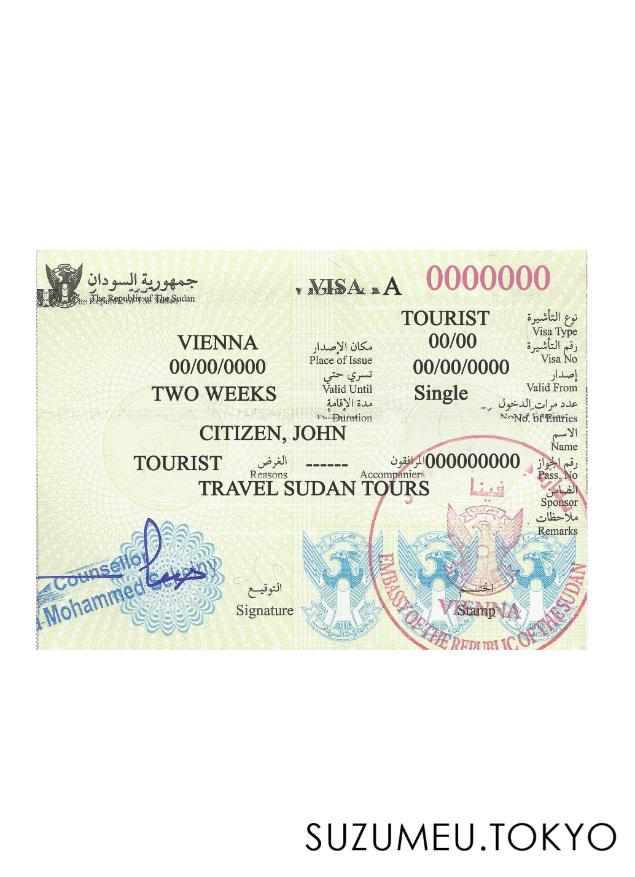 جمهورية السودان
The Republic of The Sudan
VISA A 0000000
TOURIST نوع التأشيرة
Visa Type
VIENNA مكان الإصدار 00/00 رقم التأشيرة
Place of Issue Visa No
00/00/0000 تسري حتي 00/00/0000 إصدار
Valid Until Valid From
TWO WEEKS مدة الإقامة Single عدد مرات الدخول
Duration No. of Entries
CITIZEN, JOHN الاسم
Name
TOURIST الغرض ------ المرافقون 000000000 رقم الجواز
Reasons Accompaniers Pass. No
TRAVEL SUDAN TOURS الضامن
Sponsor
ملاحظات
Remarks
فينا
Counsellor
Mohammed
التوقيع
Signature
الختم
Stamp
VIENNA
EMBASSY OF THE REPUBLIC OF THE SUDAN
SUZUMEU.TOKYO